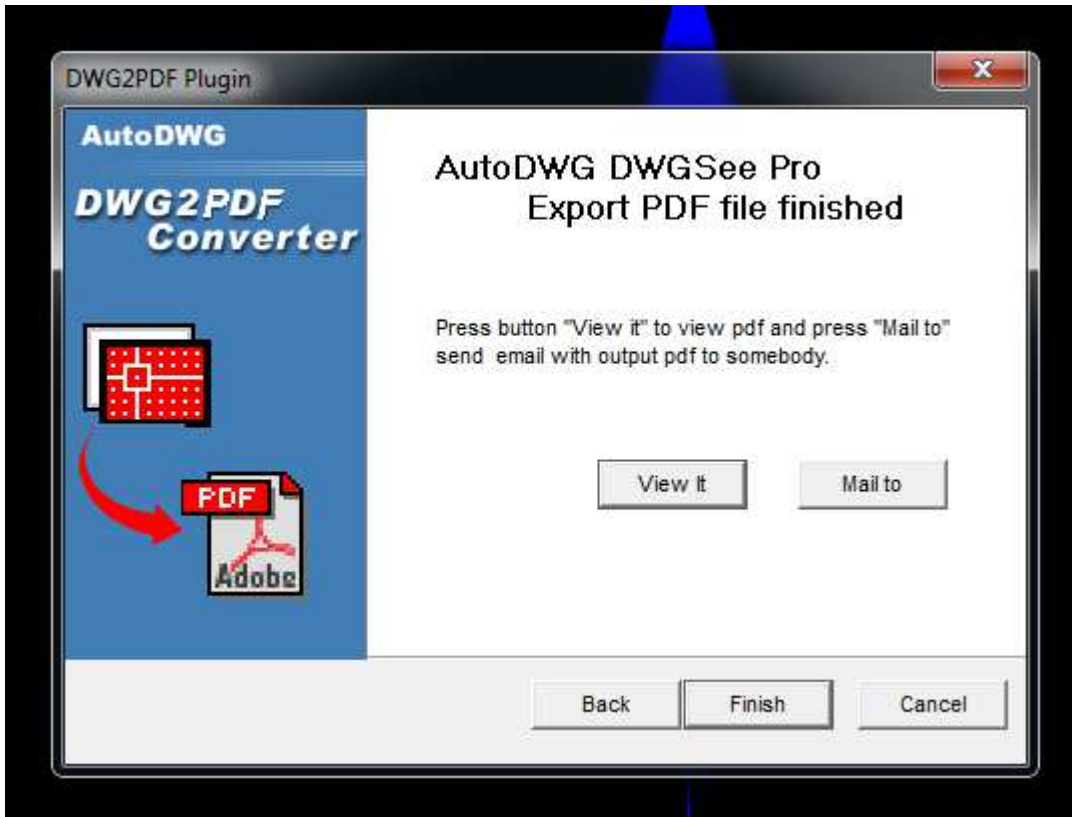 DWG2PDF Plugin
AutoDWG
DWG2PDF
Converter
PDF
Adobe
AutoDWG DWGSee Pro
Export PDF file finished
Press button "View it" to view pdf and press "Mail to"
send email with output pdf to somebody.
View It
Mail to
Back
Finish
Cancel